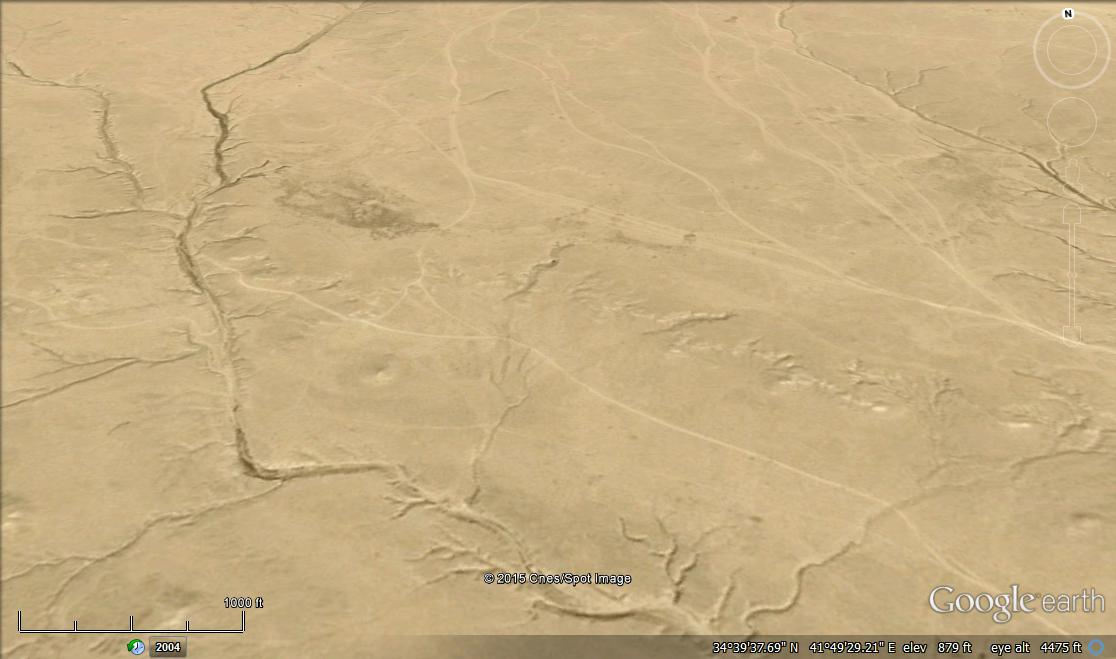 N
© 2015 Cnes/Spot Image
Google earth
1000 ft
2004
34°39'37.69" N 41°49'29.21" E elev 879 ft eye alt 4475 ft